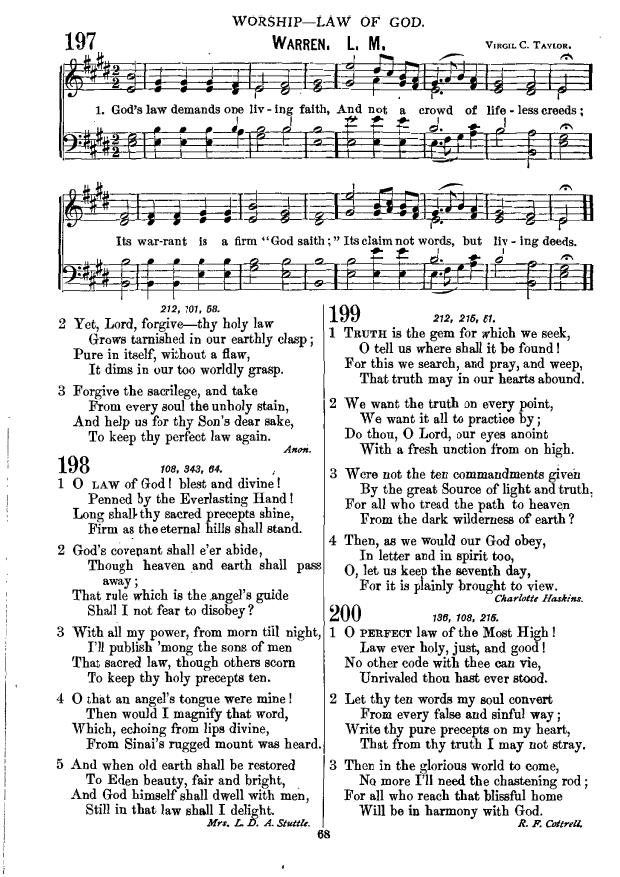 WORSHIP—LAW OF GOD.
197 WARREN. L. M. VIRGIL C. TAYLOR.
1. God's law demands one liv - ing faith, And not a crowd of life - less creeds;
Its war-rant is a firm "God saith;" Its claim not words, but liv - ing deeds.
212, 101, 58.
2 Yet, Lord, forgive—thy holy law
Grows tarnished in our earthly clasp;
Pure in itself, without a flaw,
It dims in our too worldly grasp.
3 Forgive the sacrilege, and take
From every soul the unholy stain,
And help us for thy Son's dear sake,
To keep thy perfect law again.
Anon.
198 108, 343, 64.
1 O LAW of God! blest and divine!
Penned by the Everlasting Hand!
Long shall thy sacred precepts shine,
Firm as the eternal hills shall stand.
2 God's covenant shall e'er abide,
Though heaven and earth shall pass
away;
That rule which is the angel's guide
Shall I not fear to disobey?
3 With all my power, from morn till night,
I'll publish 'mong the sons of men
That sacred law, though others scorn
To keep thy holy precepts ten.
4 O that an angel's tongue were mine!
Then would I magnify that word,
Which, echoing from lips divine,
From Sinai's rugged mount was heard.
5 And when old earth shall be restored
To Eden beauty, fair and bright,
And God himself shall dwell with men,
Still in that law shall I delight.
Mrs. L. D. A. Stuttle.
199 212, 215, 51.
1 TRUTH is the gem for which we seek,
O tell us where shall it be found!
For this we search, and pray, and weep,
That truth may in our hearts abound.
2 We want the truth on every point,
We want it all to practice by;
Do thou, O Lord, our eyes anoint
With a fresh unction from on high.
3 Were not the ten commandments given
By the great Source of light and truth,
For all who tread the path to heaven
From the dark wilderness of earth?
4 Then, as we would our God obey,
In letter and in spirit too,
O, let us keep the seventh day,
For it is plainly brought to view.
Charlotte Haskins.
200 136, 108, 215.
1 O PERFECT law of the Most High!
Law ever holy, just, and good!
No other code with thee can vie,
Unrivaled thou hast ever stood.
2 Let thy ten words my soul convert
From every false and sinful way;
Write thy pure precepts on my heart,
That from thy truth I may not stray.
3 Then in the glorious world to come,
No more I'll need the chastening rod;
For all who reach that blissful home
Will be in harmony with God.
R. F. Cottrell.
68